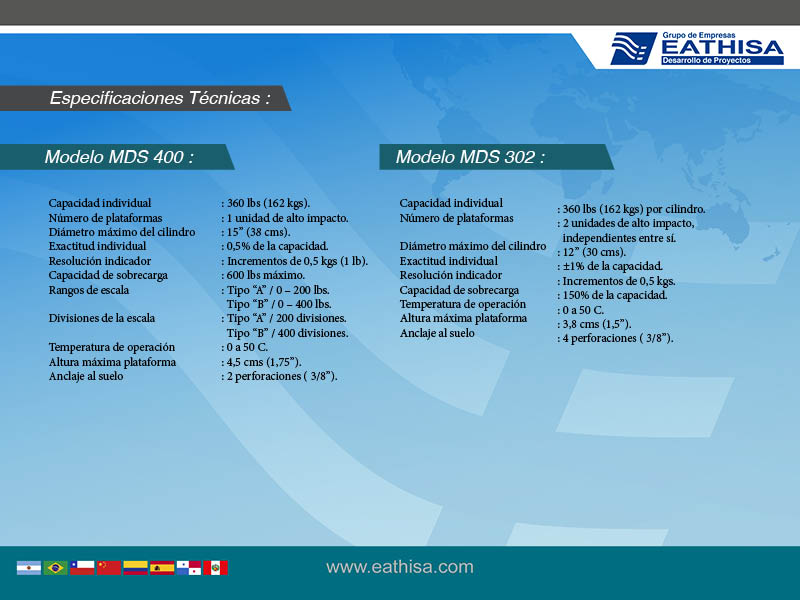 Grupo de Empresas
EATHISA
Desarrollo de Proyectos
Especificaciones Técnicas :
Modelo MDS 400 :
Capacidad individual : 360 lbs (162 kgs).
Número de plataformas : 1 unidad de alto impacto.
Diámetro máximo del cilindro : 15” (38 cms).
Exactitud individual : 0,5% de la capacidad.
Resolución indicador : Incrementos de 0,5 kgs (1 lb).
Capacidad de sobrecarga : 600 lbs máximo.
Rangos de escala : Tipo “A” / 0 – 200 lbs.
Tipo “B” / 0 – 400 lbs.
Divisiones de la escala : Tipo “A” / 200 divisiones.
Tipo “B” / 400 divisiones.
Temperatura de operación : 0 a 50 C.
Altura máxima plataforma : 4,5 cms (1,75”).
Anclaje al suelo : 2 perforaciones ( 3/8”).
Modelo MDS 302 :
Capacidad individual : 360 lbs (162 kgs) por cilindro.
Número de plataformas : 2 unidades de alto impacto,
independientes entre sí.
Diámetro máximo del cilindro : 12” (30 cms).
Exactitud individual : ±1% de la capacidad.
Resolución indicador : Incrementos de 0,5 kgs.
Capacidad de sobrecarga : 150% de la capacidad.
Temperatura de operación : 0 a 50 C.
Altura máxima plataforma : 3,8 cms (1,5”).
Anclaje al suelo : 4 perforaciones ( 3/8”).
www.eathisa.com